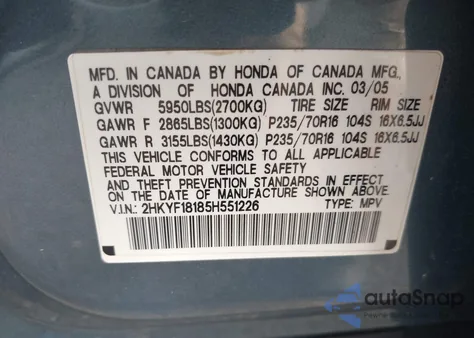 MFD. IN CANADA BY HONDA OF CANADA MFG.,
A DIVISION OF HONDA CANADA INC. 03/05
GVWR 5950LBS(2700KG) TIRE SIZE RIM SIZE
GAWR F 2865LBS(1300KG) P235/70R16 104S 16X6.5JJ
GAWR R 3155LBS(1430KG) P235/70R16 104S 16X6.5JJ
THIS VEHICLE CONFORMS TO ALL APPLICABLE
FEDERAL MOTOR VEHICLE SAFETY
AND THEFT PREVENTION STANDARDS IN EFFECT
ON THE DATE OF MANUFACTURE SHOWN ABOVE.
V.I.N.: 2HKYF18185H551226 TYPE: MPV
autoSnap